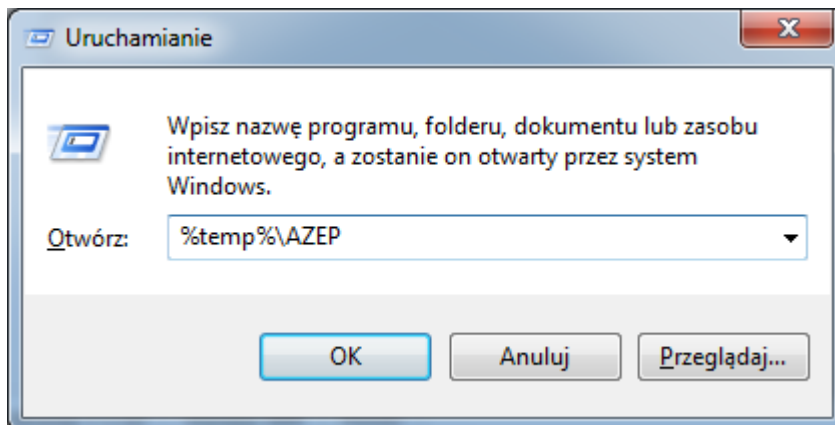 Uruchamianie
Wpisz nazwę programu, folderu, dokumentu lub zasobu
internetowego, a zostanie on otwarty przez system
Windows.
Otwórz: %temp%\AZEP
OK Anuluj Przeglądaj...